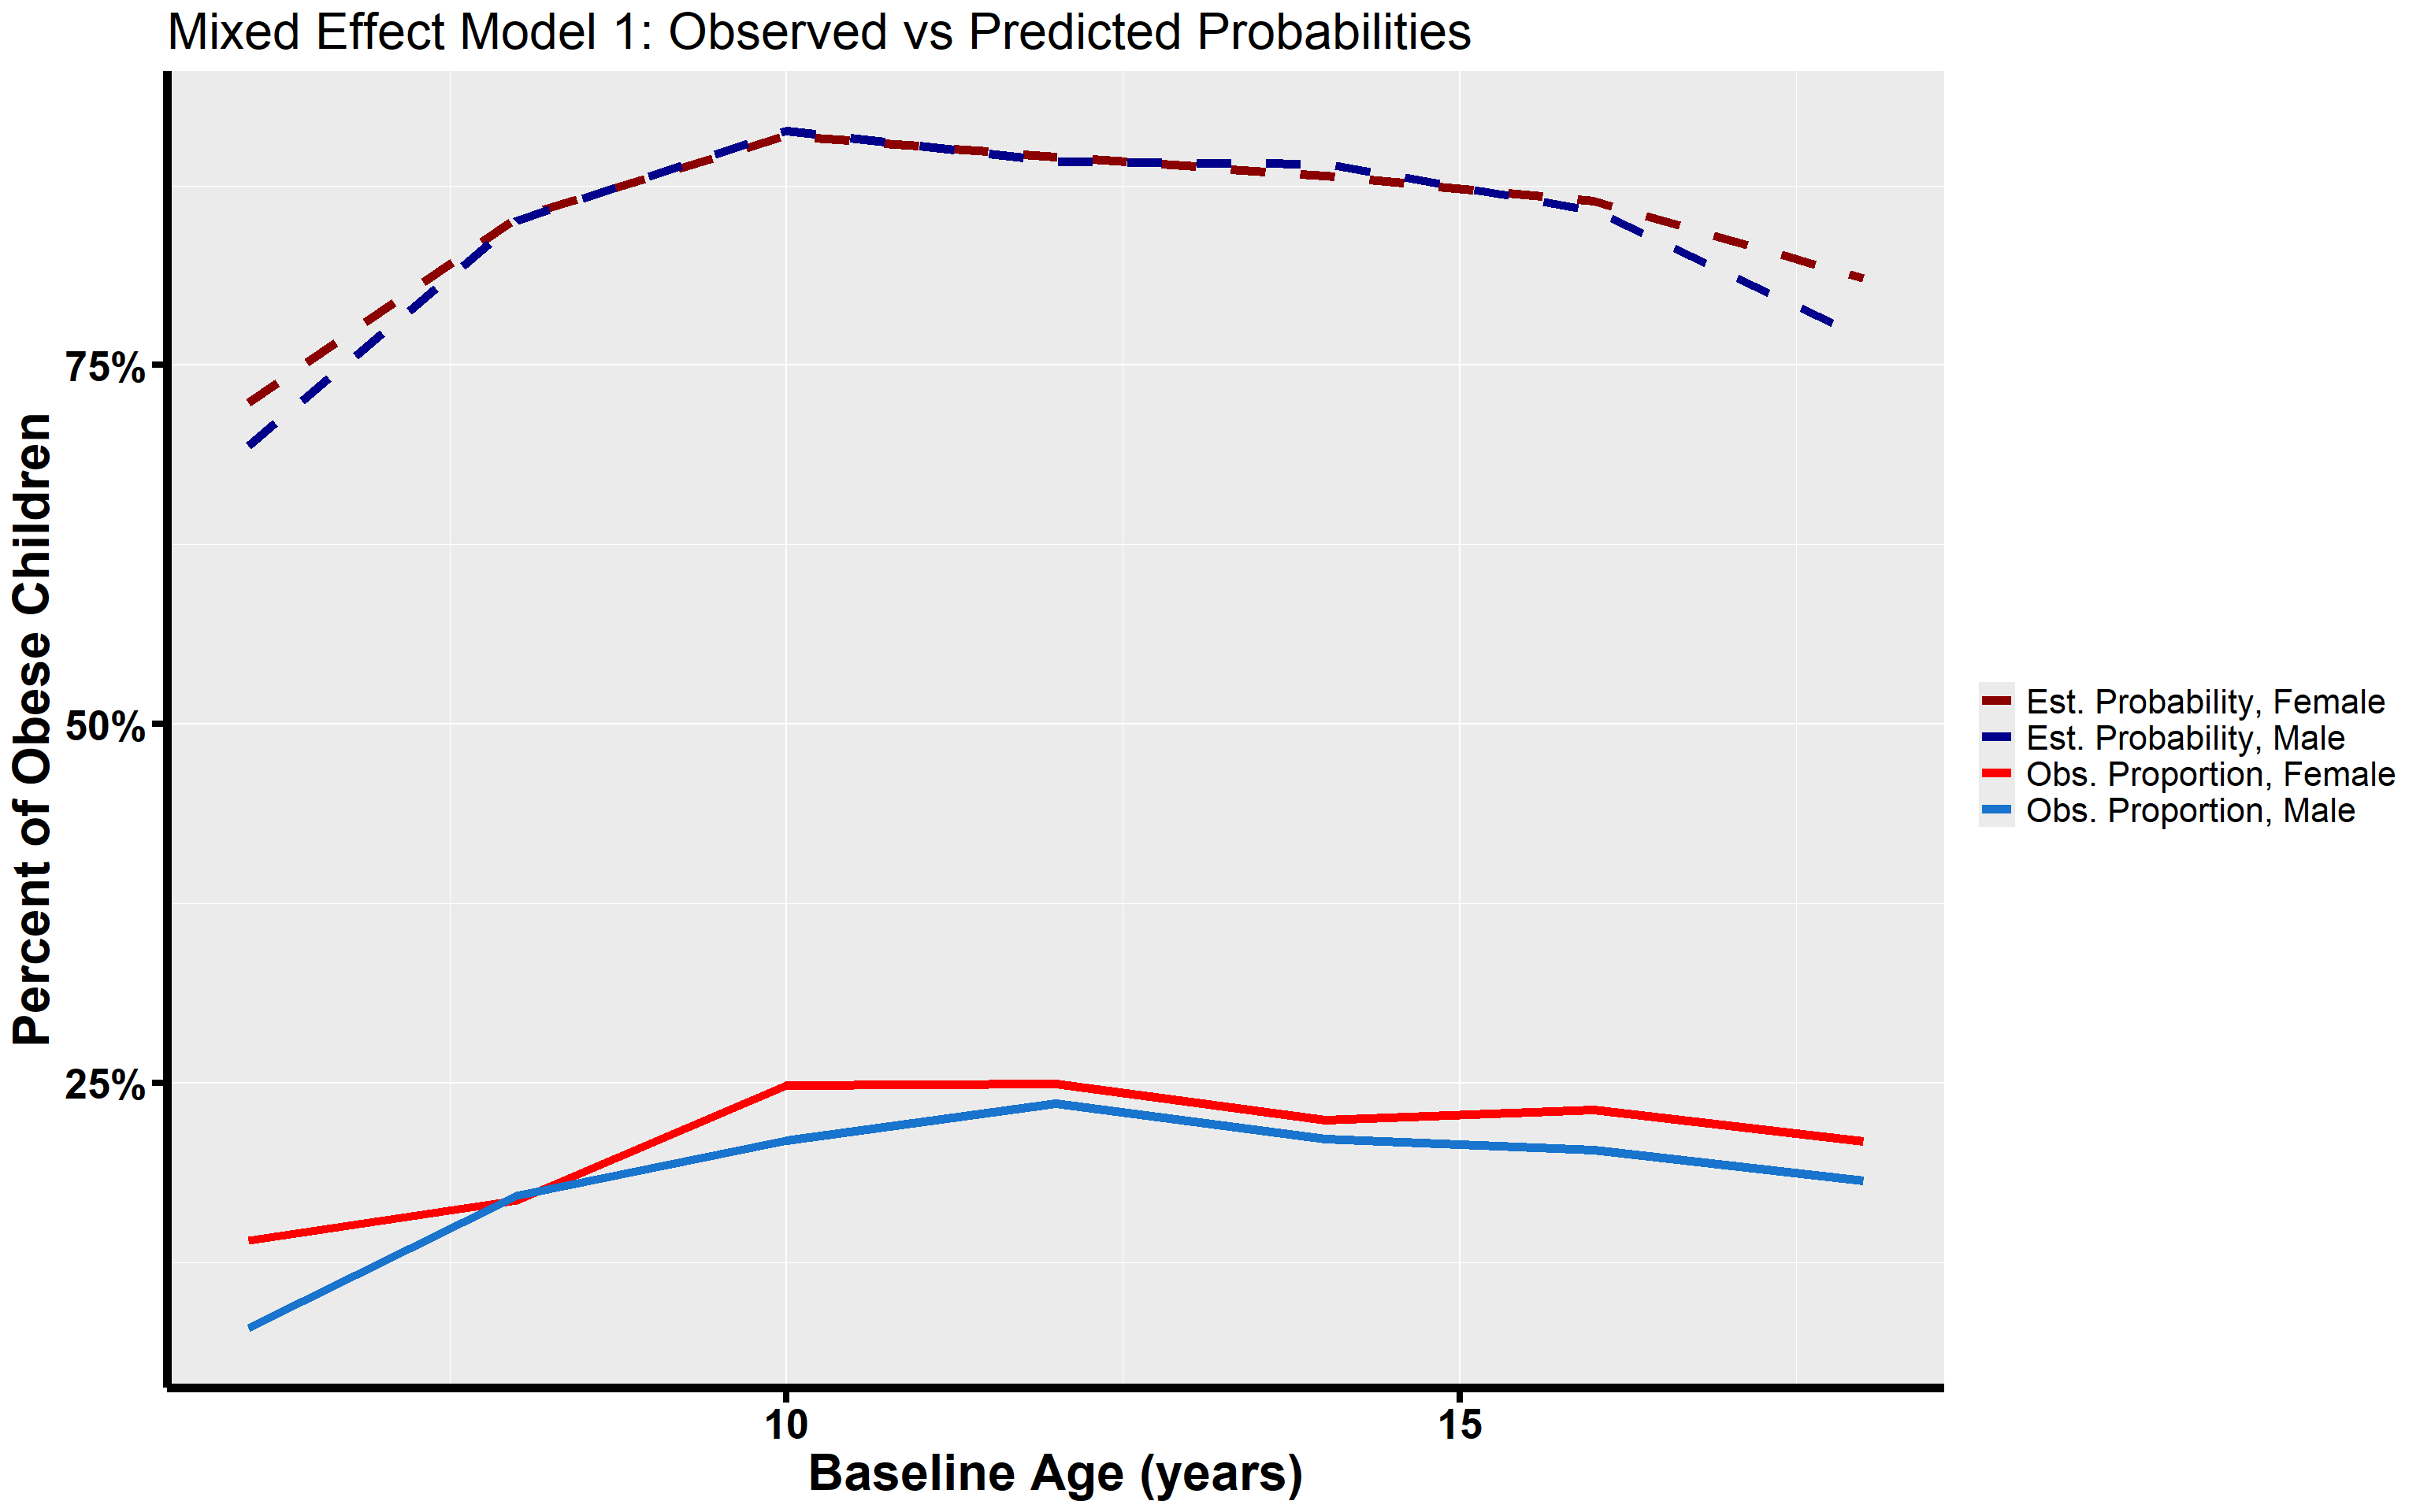 Mixed Effect Model 1: Observed vs Predicted Probabilities
Percent of Obese Children
75%
50%
25%
10
15
Baseline Age (years)
Est. Probability, Female
Est. Probability, Male
Obs. Proportion, Female
Obs. Proportion, Male